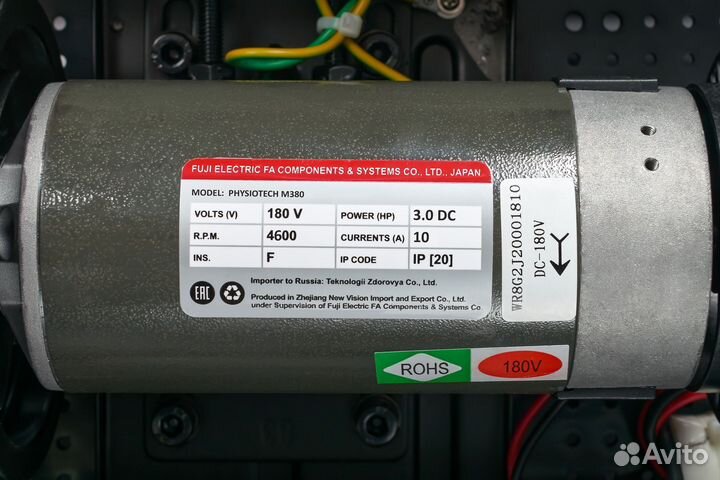 FUJI ELECTRIC FA COMPONENTS & SYSTEMS CO., LTD., JAPAN
MODEL: PHYSIOTECH M380
VOLTS (V) 180 V POWER (HP) 3.0 DC
R.P.M. 4600 CURRENTS (A) 10
INS. F IP CODE IP [20]
Importer to Russia: Teknologii Zdorovya Co., Ltd.
EAC
Produced in Zhejiang New Vision Import and Export Co., Ltd.
under Supervision of Fuji Electric FA Components & Systems Co.
WR8G2J20001810
DC-180V
ROHS
180V
Avito